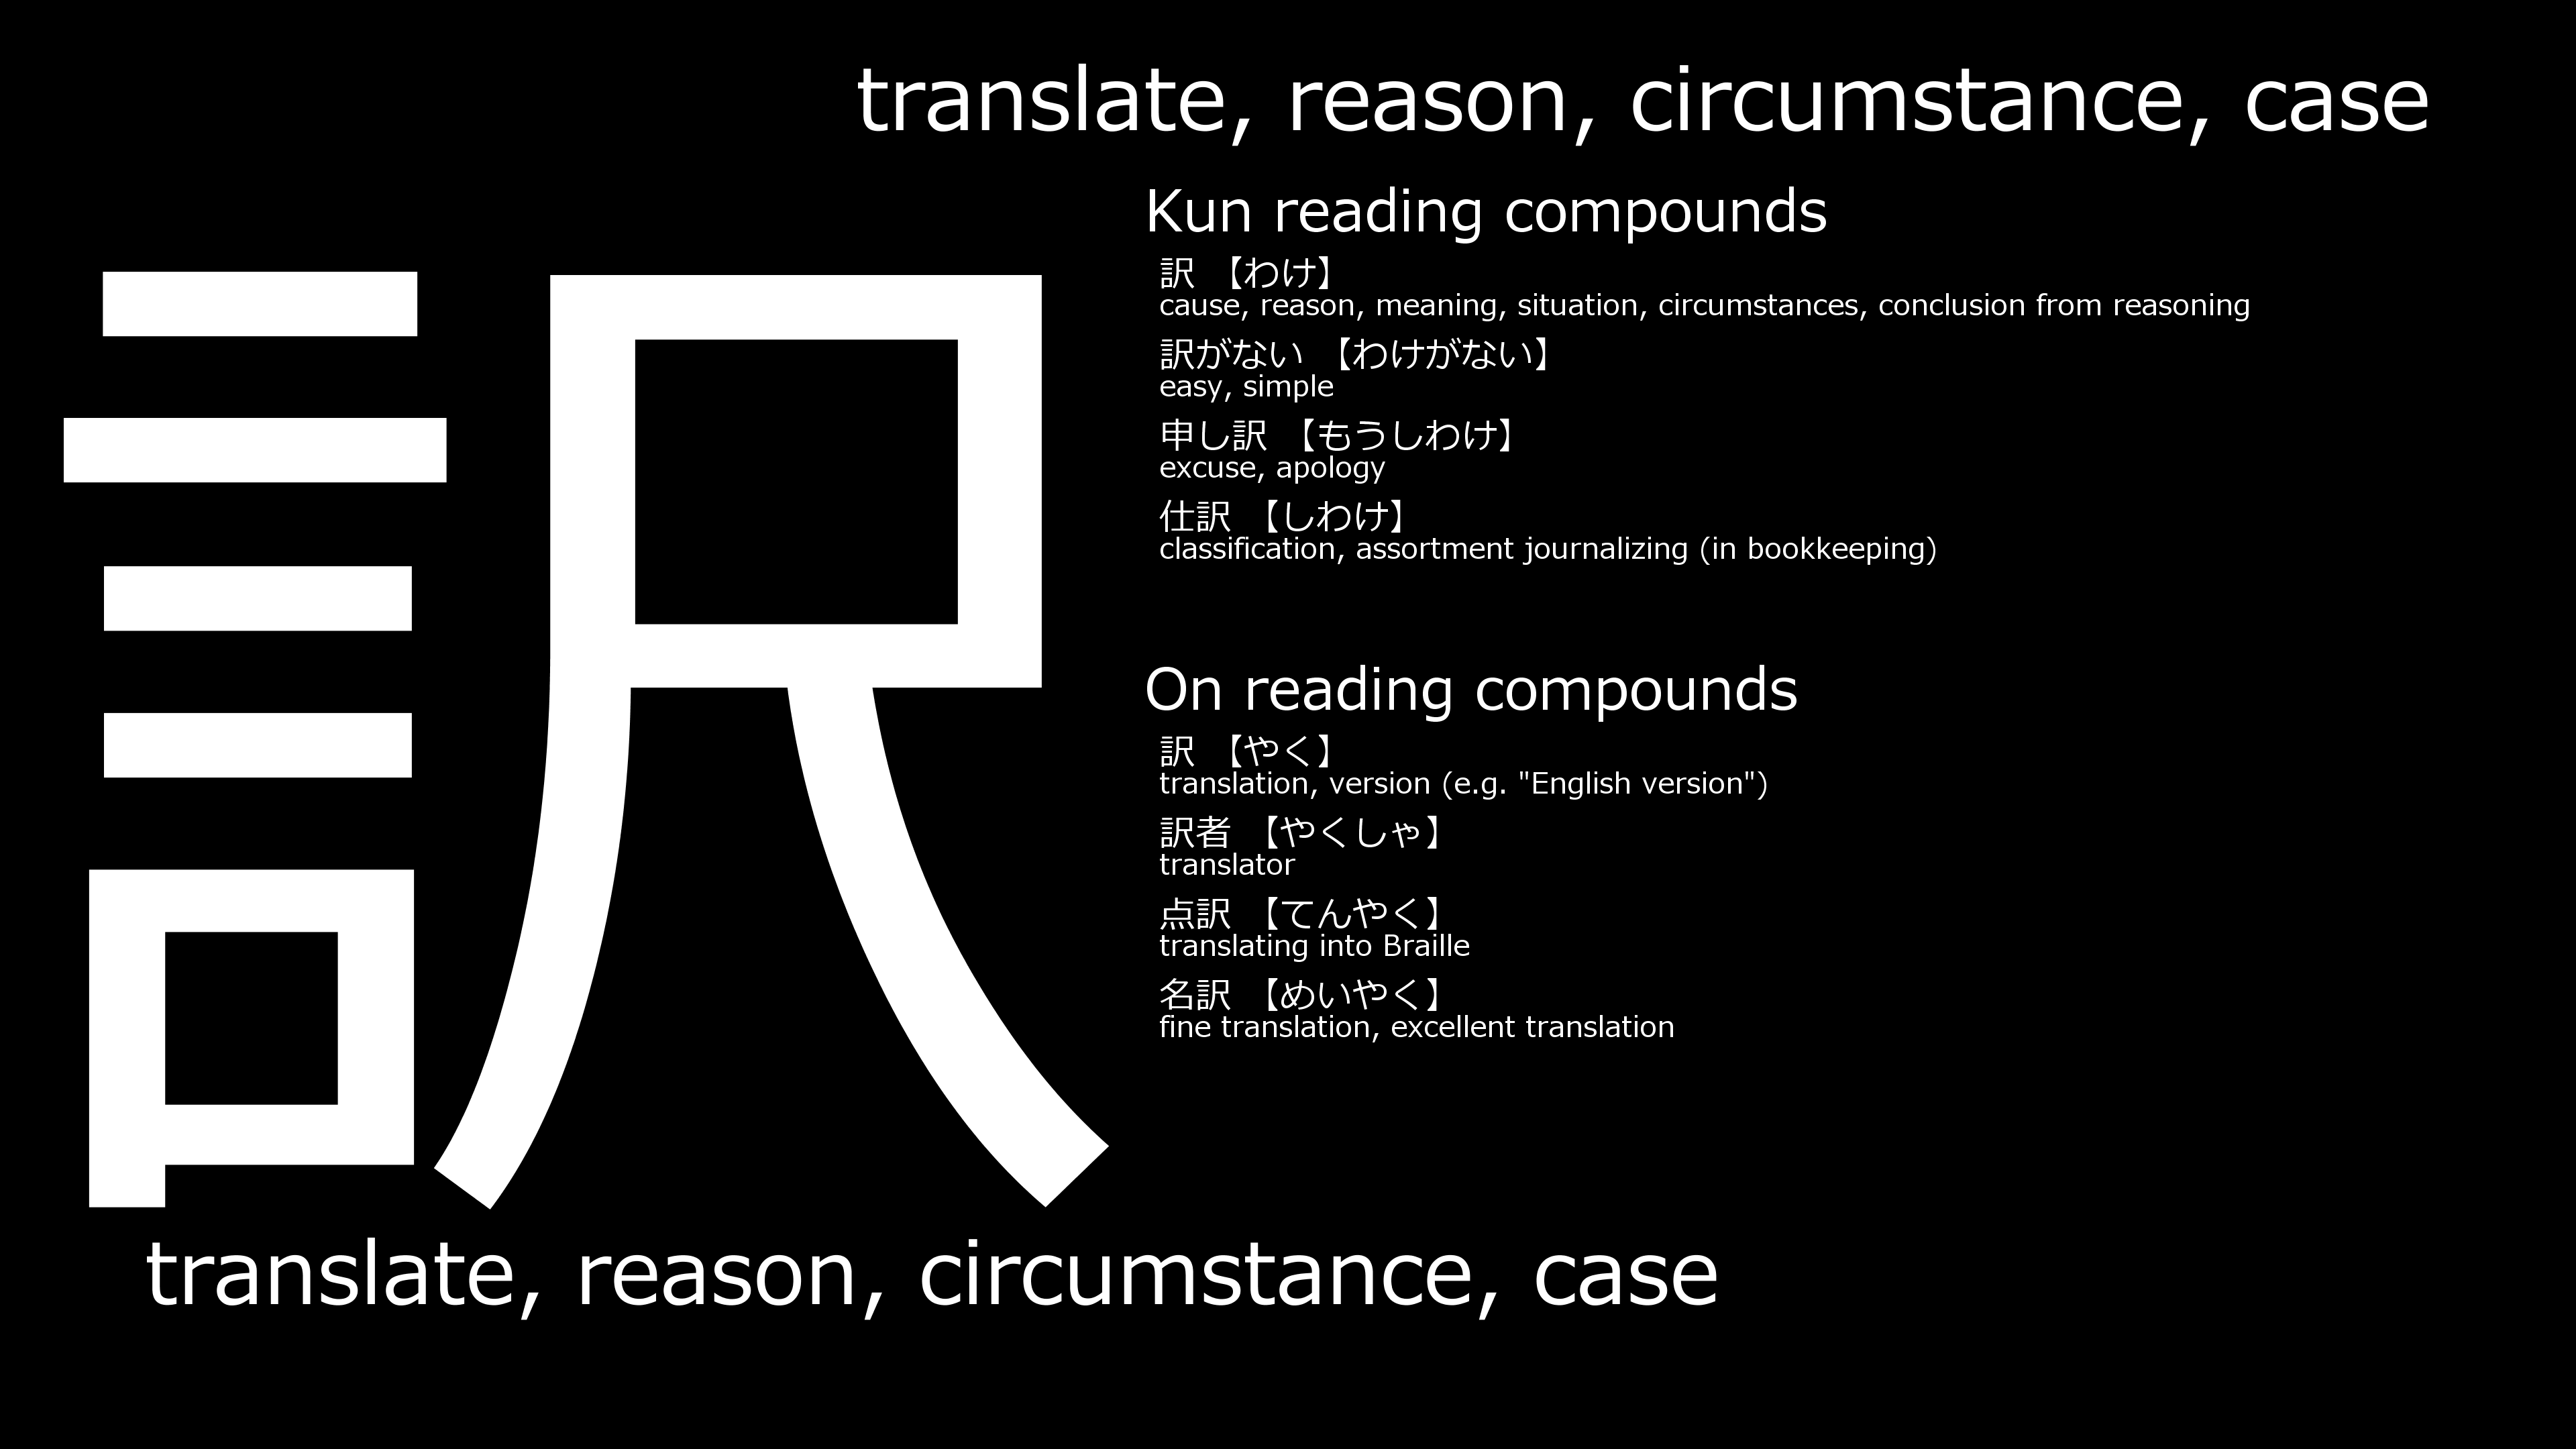 translate, reason, circumstance, case
訳
Kun reading compounds
訳 【わけ】
cause, reason, meaning, situation, circumstances, conclusion from reasoning
訳がない 【わけがない】
easy, simple
申し訳 【もうしわけ】
excuse, apology
仕訳 【しわけ】
classification, assortment journalizing (in bookkeeping)
On reading compounds
訳 【やく】
translation, version (e.g. "English version")
訳者 【やくしゃ】
translator
点訳 【てんやく】
translating into Braille
名訳 【めいやく】
fine translation, excellent translation
translate, reason, circumstance, case